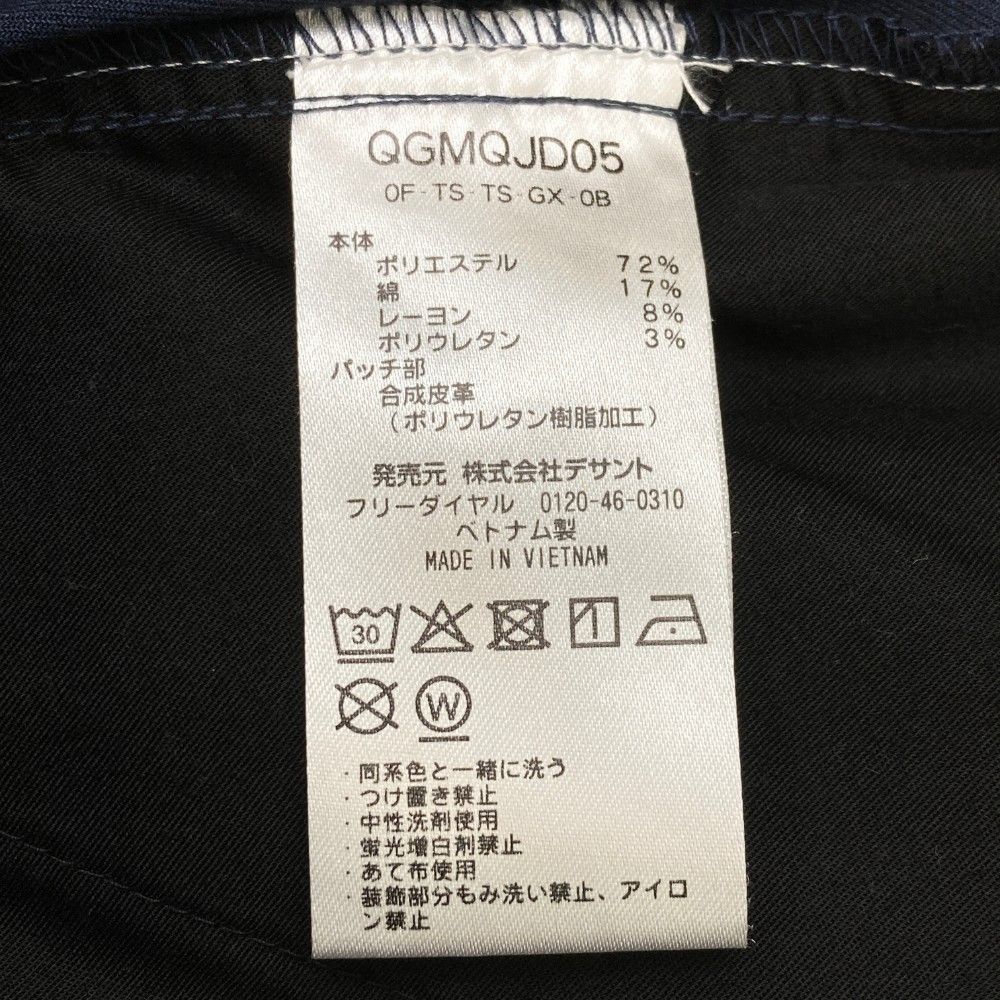 QGMQJD05
OF-TS-TS-GX-OB
本体
ポリエステル 72%
綿 17%
レーヨン 8%
ポリウレタン 3%
パッチ部
合成皮革
(ポリウレタン樹脂加工)
発売元 株式会社デサント
フリーダイヤル 0120-46-0310
ベトナム製
MADE IN VIETNAM
30
W
・同系色と一緒に洗う
・つけ置き禁止
・中性洗剤使用
・蛍光増白剤禁止
・あて布使用
・装飾部分もみ洗い禁止、アイロ
ン禁止